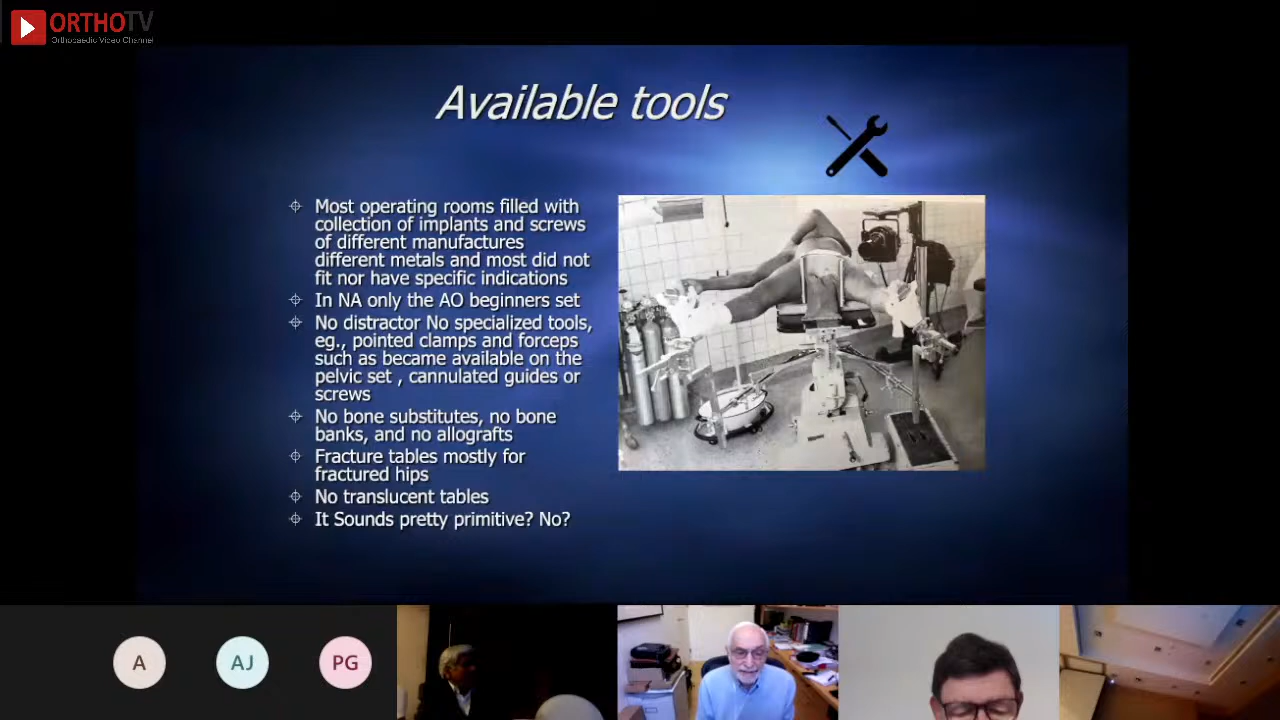 ORTHOTV
Orthopaedic Video Channel
Available tools
Most operating rooms filled with
collection of implants and screws
of different manufactures
different metals and most did not
fit nor have specific indications
In NA only the AO beginners set
No distractor No specialized tools,
eg., pointed clamps and forceps
such as became available on the
pelvic set , cannulated guides or
screws
No bone substitutes, no bone
banks, and no allografts
Fracture tables mostly for
fractured hips
No translucent tables
It Sounds pretty primitive? No?
A
AJ
PG